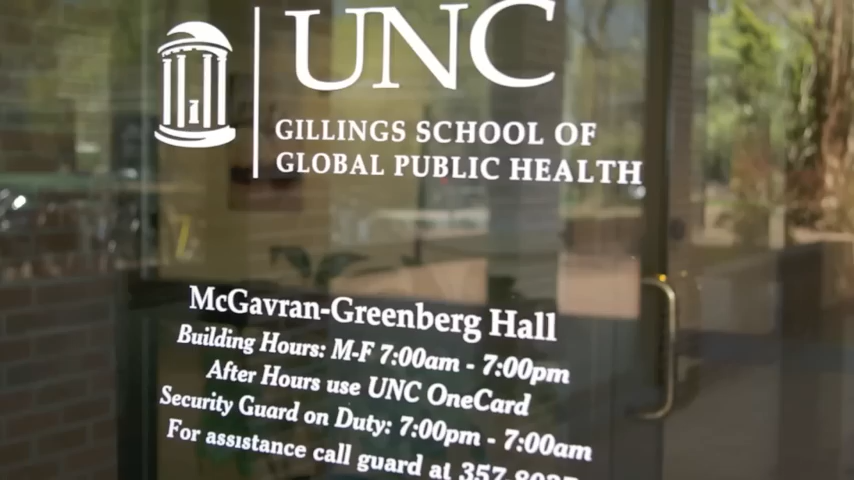 UNC
GILLINGS SCHOOL OF
GLOBAL PUBLIC HEALTH
McGavran-Greenberg Hall
Building Hours: M-F 7:00am - 7:00pm
After Hours use UNC OneCard
Security Guard on Duty: 7:00pm - 7:00am
For assistance call guard at